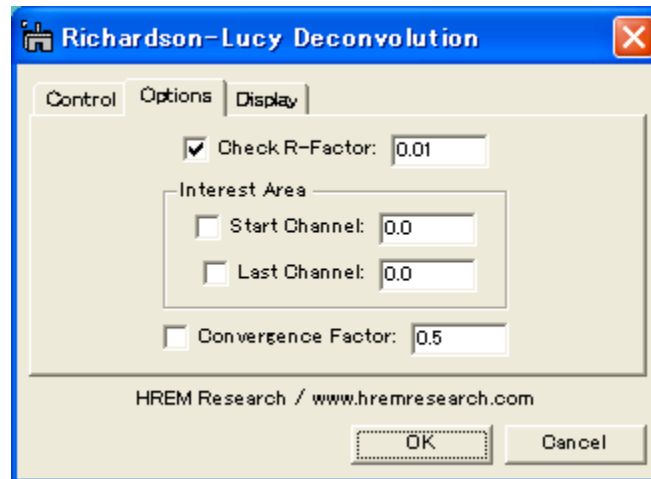 Richardson-Lucy Deconvolution
Control Options Display
Check R-Factor: 0.01
Interest Area
Start Channel: 0.0
Last Channel: 0.0
Convergence Factor: 0.5
HREM Research / www.hremresearch.com
OK Cancel